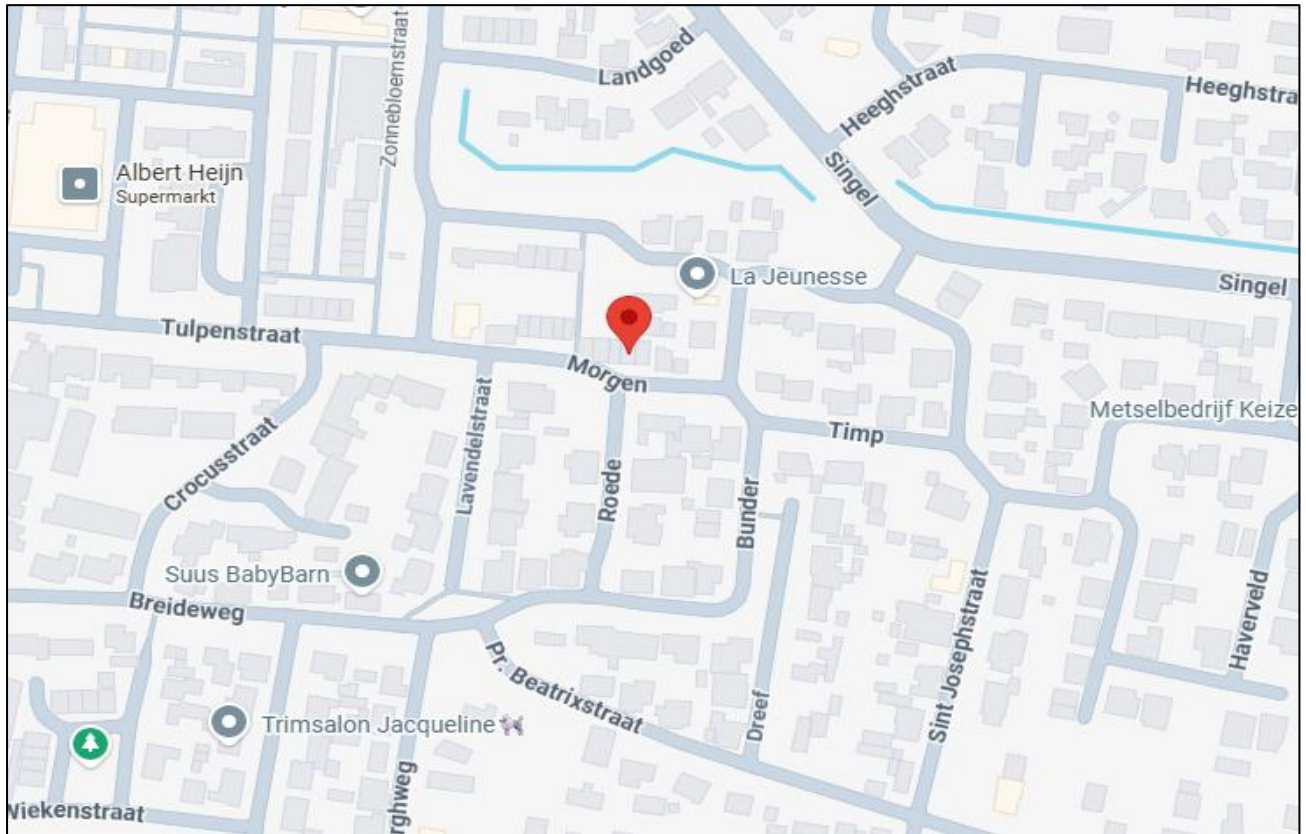 Landgoed
Heeghstraat
Heeghstra
Zonnebloemstraat
Albert Heijn
Supermarkt
Singel
La Jeunesse
Singel
Tulpenstraat
Morgen
Metselbedrijf Keize
Timp
Lavendelstraat
Crocusstraat
Roede
Bunder
Suus BabyBarn
Breideweg
Haverveld
Sint Josephstraat
Pr. Beatrixstraat
Dreef
Trimsalon Jacqueline
Wiekenstraat
rghweg